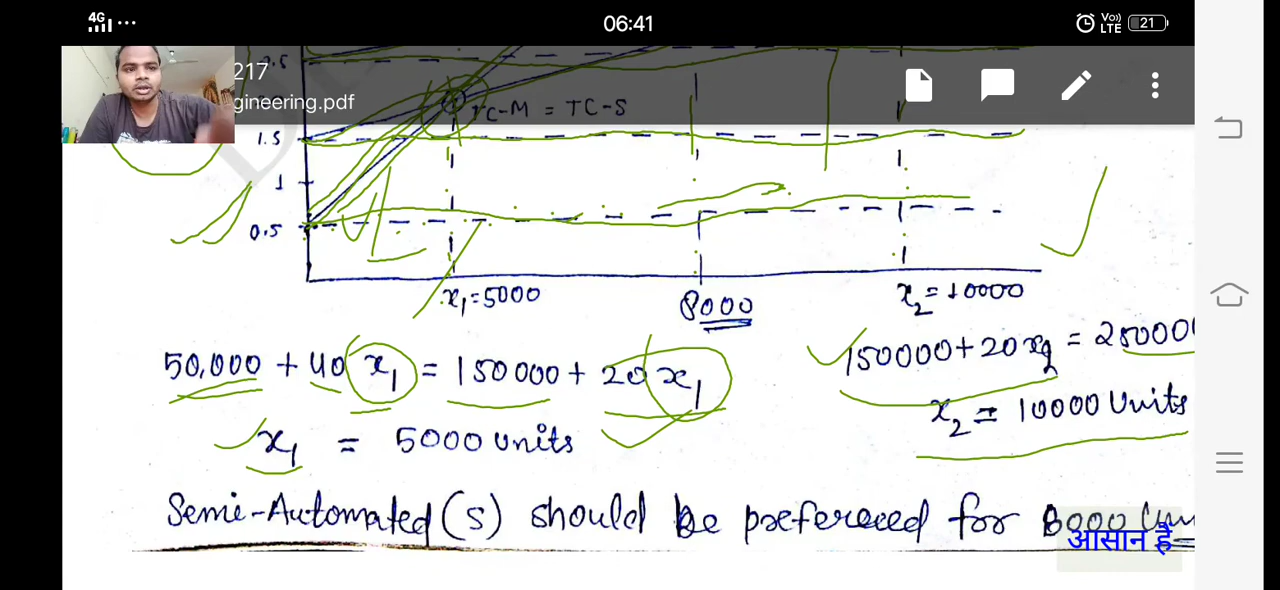 4G ... 06:41 Vo) LTE 21
217
gineering.pdf
TC-M = TC-S
1.5
1
0.5
x₁=5000 8000 x₂=10000
50,000 + 40 x₁ = 150000 + 20 x₁
150000+20x₂ =
x₁ = 5000 units
x₂ = 10000 Units
Semi-Automated (S) should be prefereed for 8000
आसान है